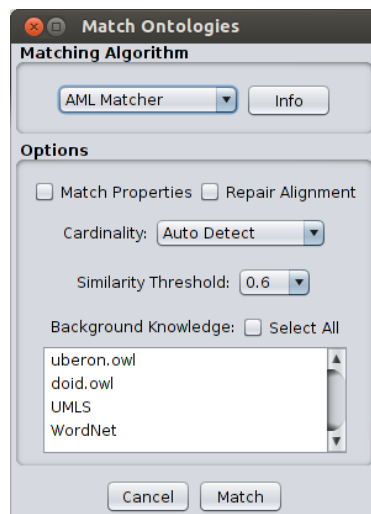 Match Ontologies
Matching Algorithm
AML Matcher Info
Options
Match Properties Repair Alignment
Cardinality: Auto Detect
Similarity Threshold: 0.6
Background Knowledge: Select All
uberon.owl
doid.owl
UMLS
WordNet
Cancel Match